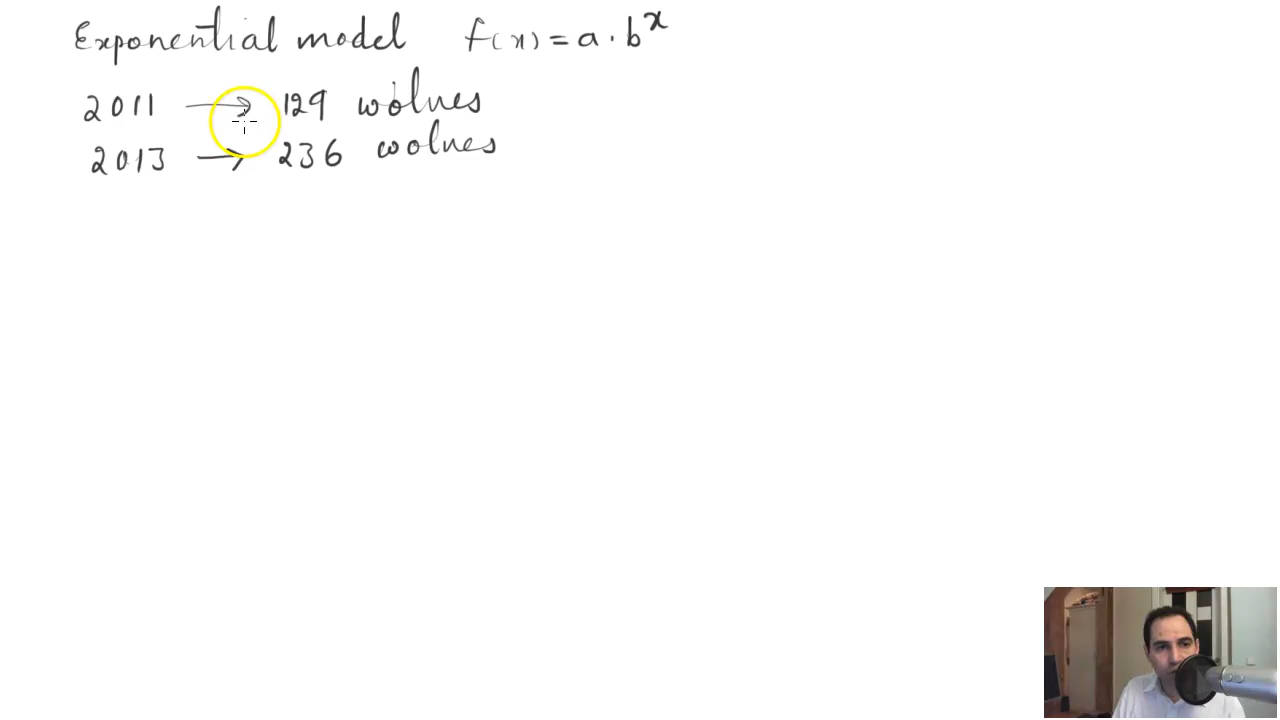 Exponential model f(x) = a · b^x
2011 → 129 wolves
2013 → 236 wolves